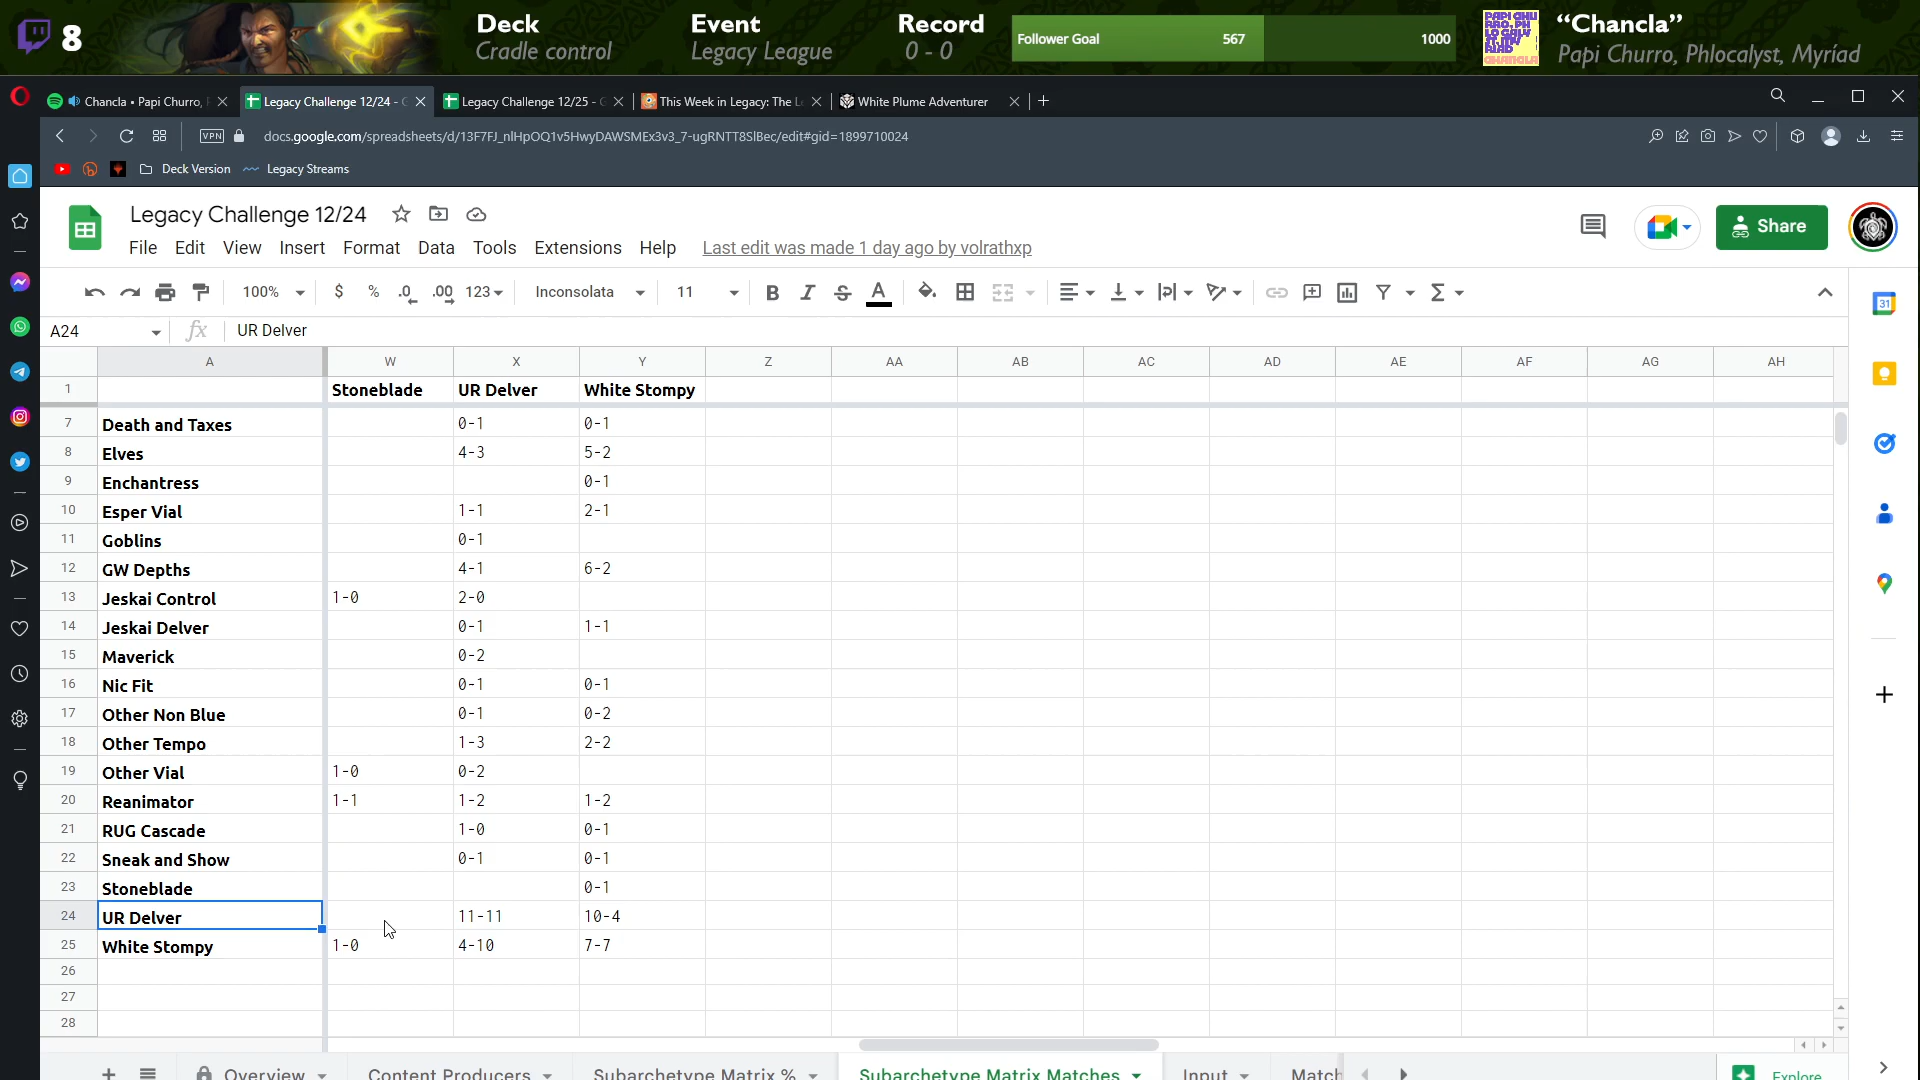 8
Deck
Cradle control
Event
Legacy League
Record
0 - 0
Follower Goal 567 1000
“Chancla”
Papi Churro, Phlocalyst, Myríad
Chancla • Papi Churro,
Legacy Challenge 12/24 -
Legacy Challenge 12/25 -
This Week in Legacy: The L
White Plume Adventurer
VPN
docs.google.com/spreadsheets/d/13F7FJ_nlHpOQ1v5HwyDAWSMEx3v3_7-ugRNTT8SlBec/edit#gid=1899710024
Deck Version
Legacy Streams
Legacy Challenge 12/24
Share
File Edit View Insert Format Data Tools Extensions Help Last edit was made 1 day ago by volrathxp
100% $ % .0 .00 123 Inconsolata 11 B I S A
31
A24 fx UR Delver
A W X Y Z AA AB AC AD AE AF AG AH
1 Stoneblade UR Delver White Stompy
7 Death and Taxes 0-1 0-1
8 Elves 4-3 5-2
9 Enchantress 0-1
10 Esper Vial 1-1 2-1
11 Goblins 0-1
12 GW Depths 4-1 6-2
13 Jeskai Control 1-0 2-0
14 Jeskai Delver 0-1 1-1
15 Maverick 0-2
16 Nic Fit 0-1 0-1
17 Other Non Blue 0-1 0-2
18 Other Tempo 1-3 2-2
19 Other Vial 1-0 0-2
20 Reanimator 1-1 1-2 1-2
21 RUG Cascade 1-0 0-1
22 Sneak and Show 0-1 0-1
23 Stoneblade 0-1
24 UR Delver 11-11 10-4
25 White Stompy 1-0 4-10 7-7
26
27
28
Overview Content Producers Subarchetype Matrix % Subarchetype Matrix Matches Input Match Explore